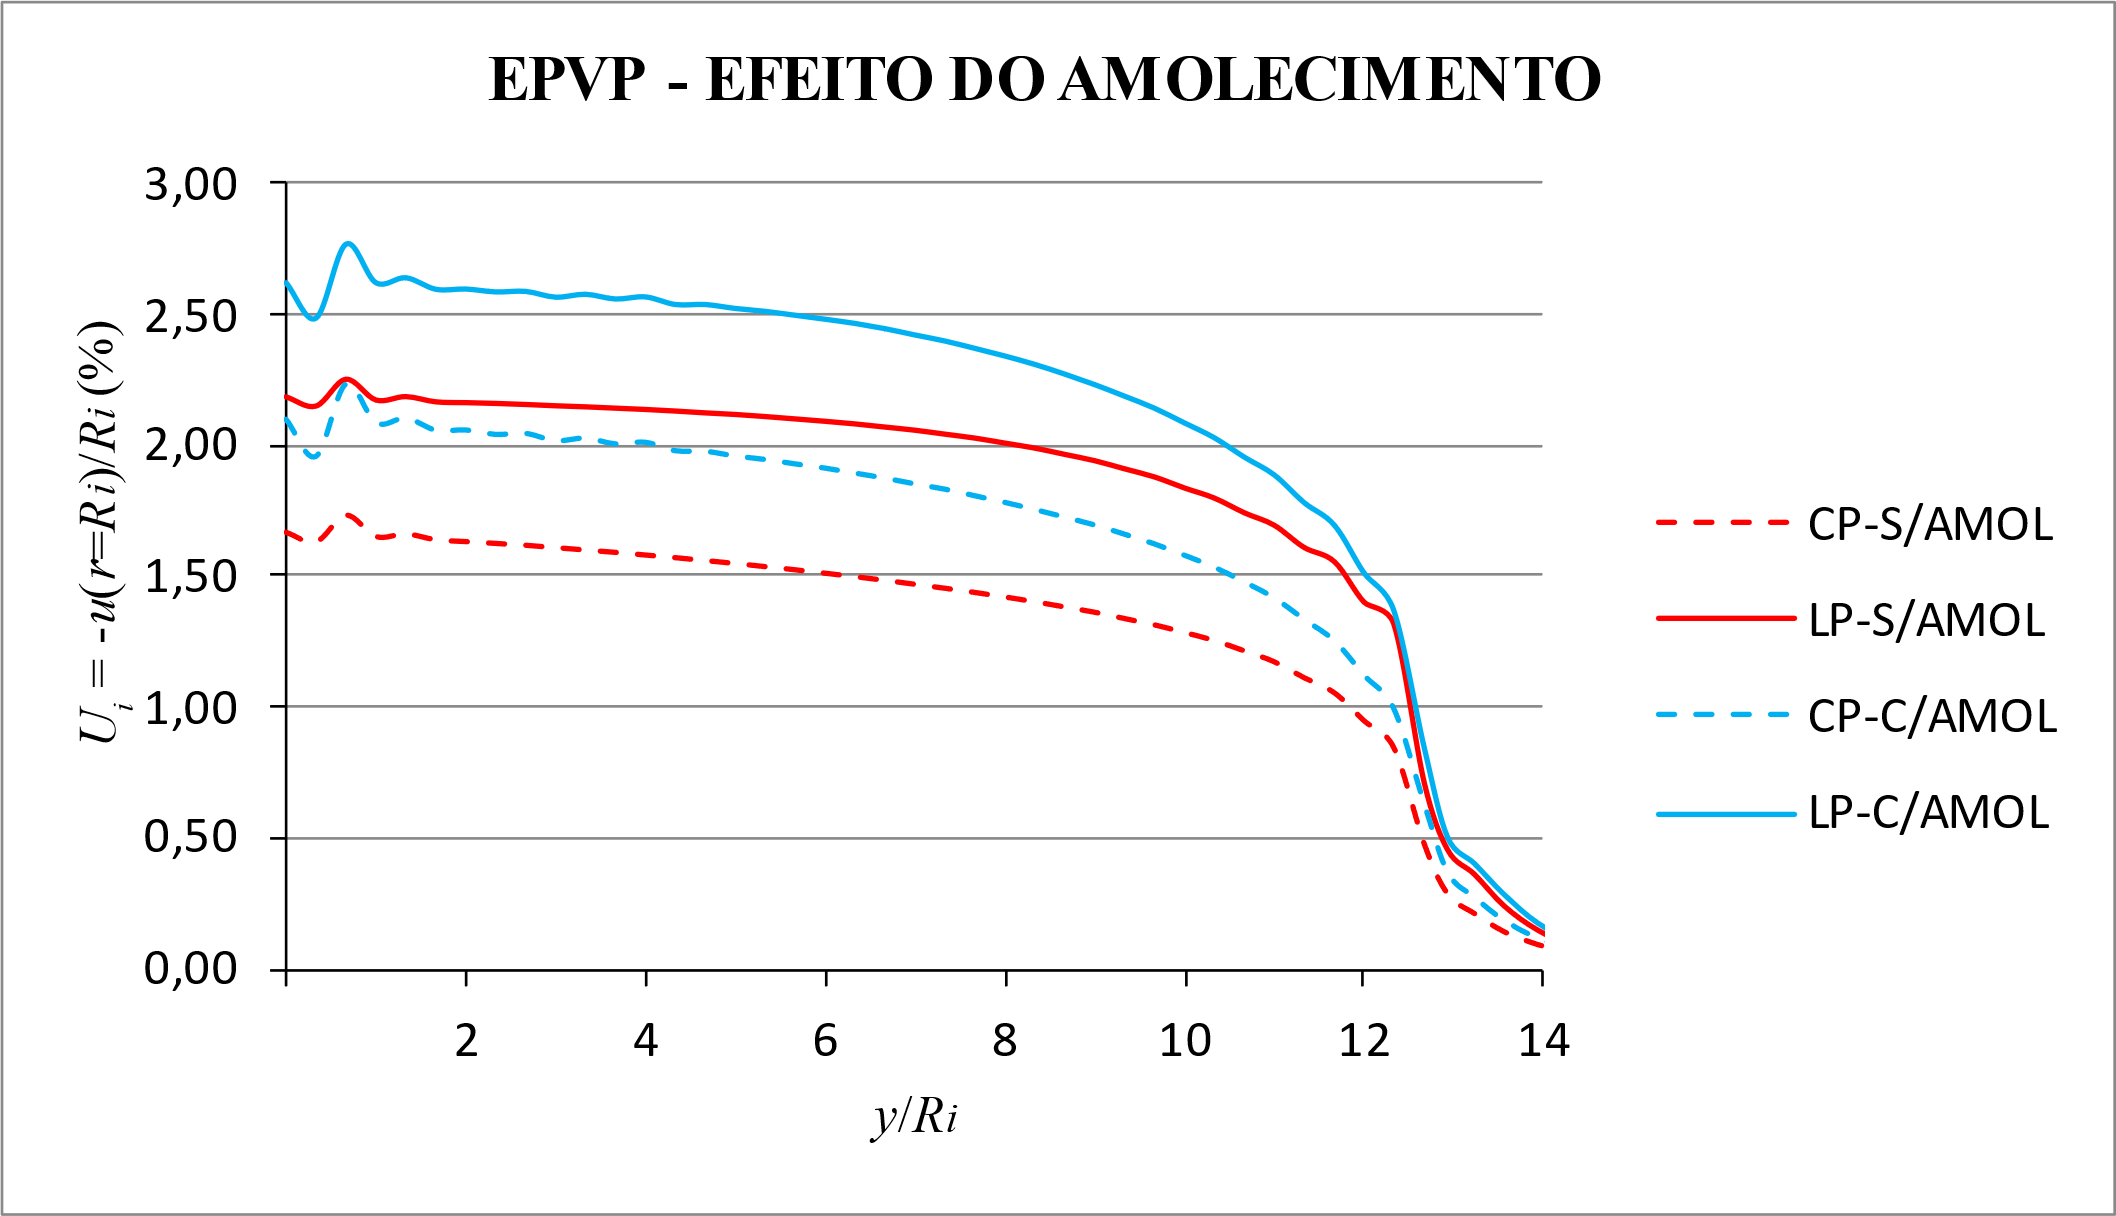 EPVP - EFEITO DO AMOLECIMENTO
3,00
2,50
2,00
1,50
1,00
0,50
0,00
U i = -u(r=Ri)/Ri (%)
2 4 6 8 10 12 14
y/Ri
CP-S/AMOL
LP-S/AMOL
CP-C/AMOL
LP-C/AMOL